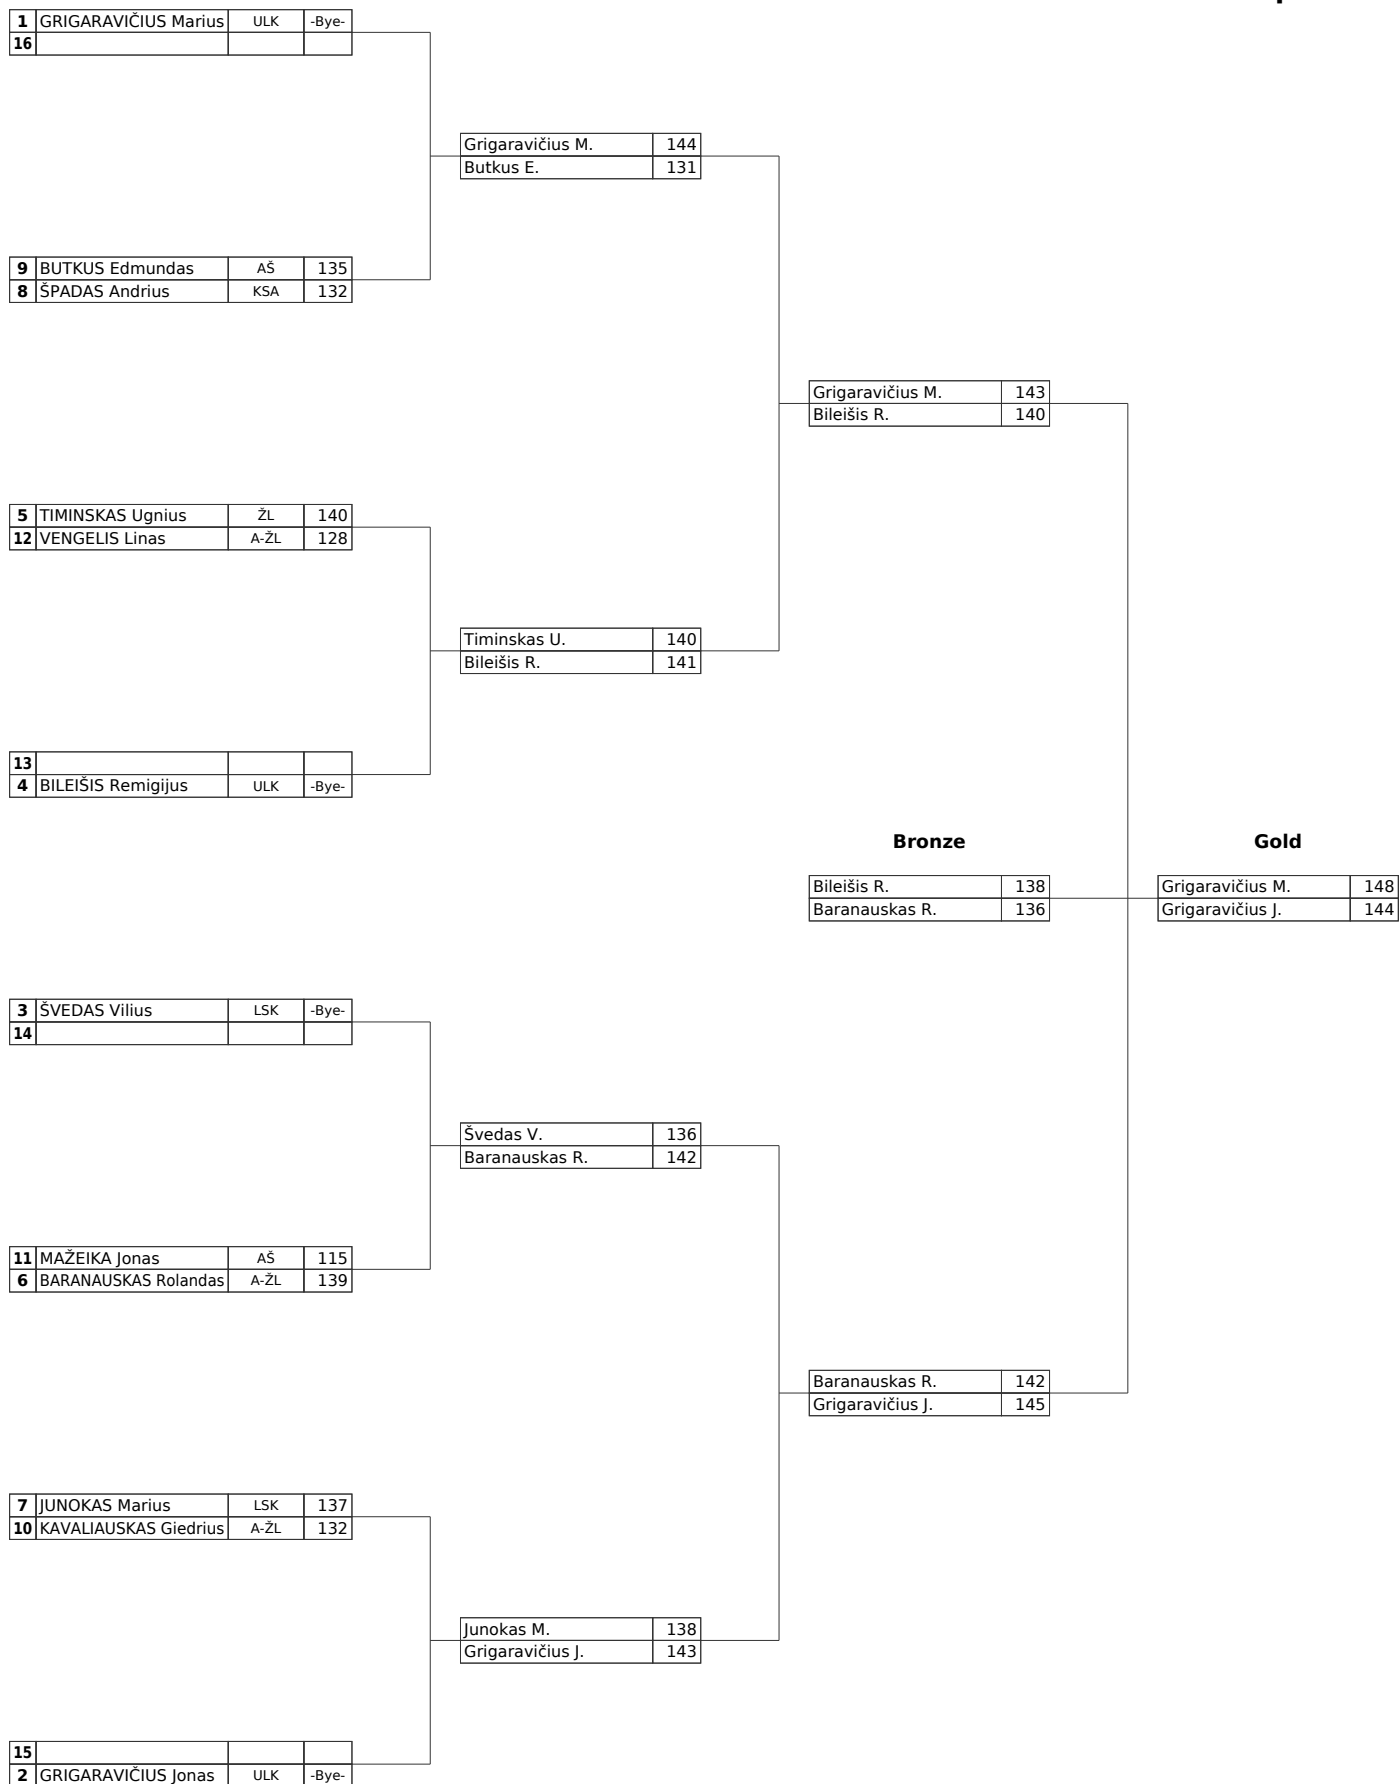 1 GRIGARAVIČIUS Marius ULK -Bye-
16
Grigaravičius M. 144
Butkus E. 131
9 BUTKUS Edmundas AŠ 135
8 ŠPADAS Andrius KSA 132
Grigaravičius M. 143
Bileišis R. 140
5 TIMINSKAS Ugnius ŽL 140
12 VENGELIS Linas A-ŽL 128
Timinskas U. 140
Bileišis R. 141
13
4 BILEIŠIS Remigijus ULK -Bye-
Bronze Gold
Bileišis R. 138 Grigaravičius M. 148
Baranauskas R. 136 Grigaravičius J. 144
3 ŠVEDAS Vilius LSK -Bye-
14
Švedas V. 136
Baranauskas R. 142
11 MAŽEIKA Jonas AŠ 115
6 BARANAUSKAS Rolandas A-ŽL 139
Baranauskas R. 142
Grigaravičius J. 145
7 JUNOKAS Marius LSK 137
10 KAVALIAUSKAS Giedrius A-ŽL 132
Junokas M. 138
Grigaravičius J. 143
15
2 GRIGARAVIČIUS Jonas ULK -Bye-